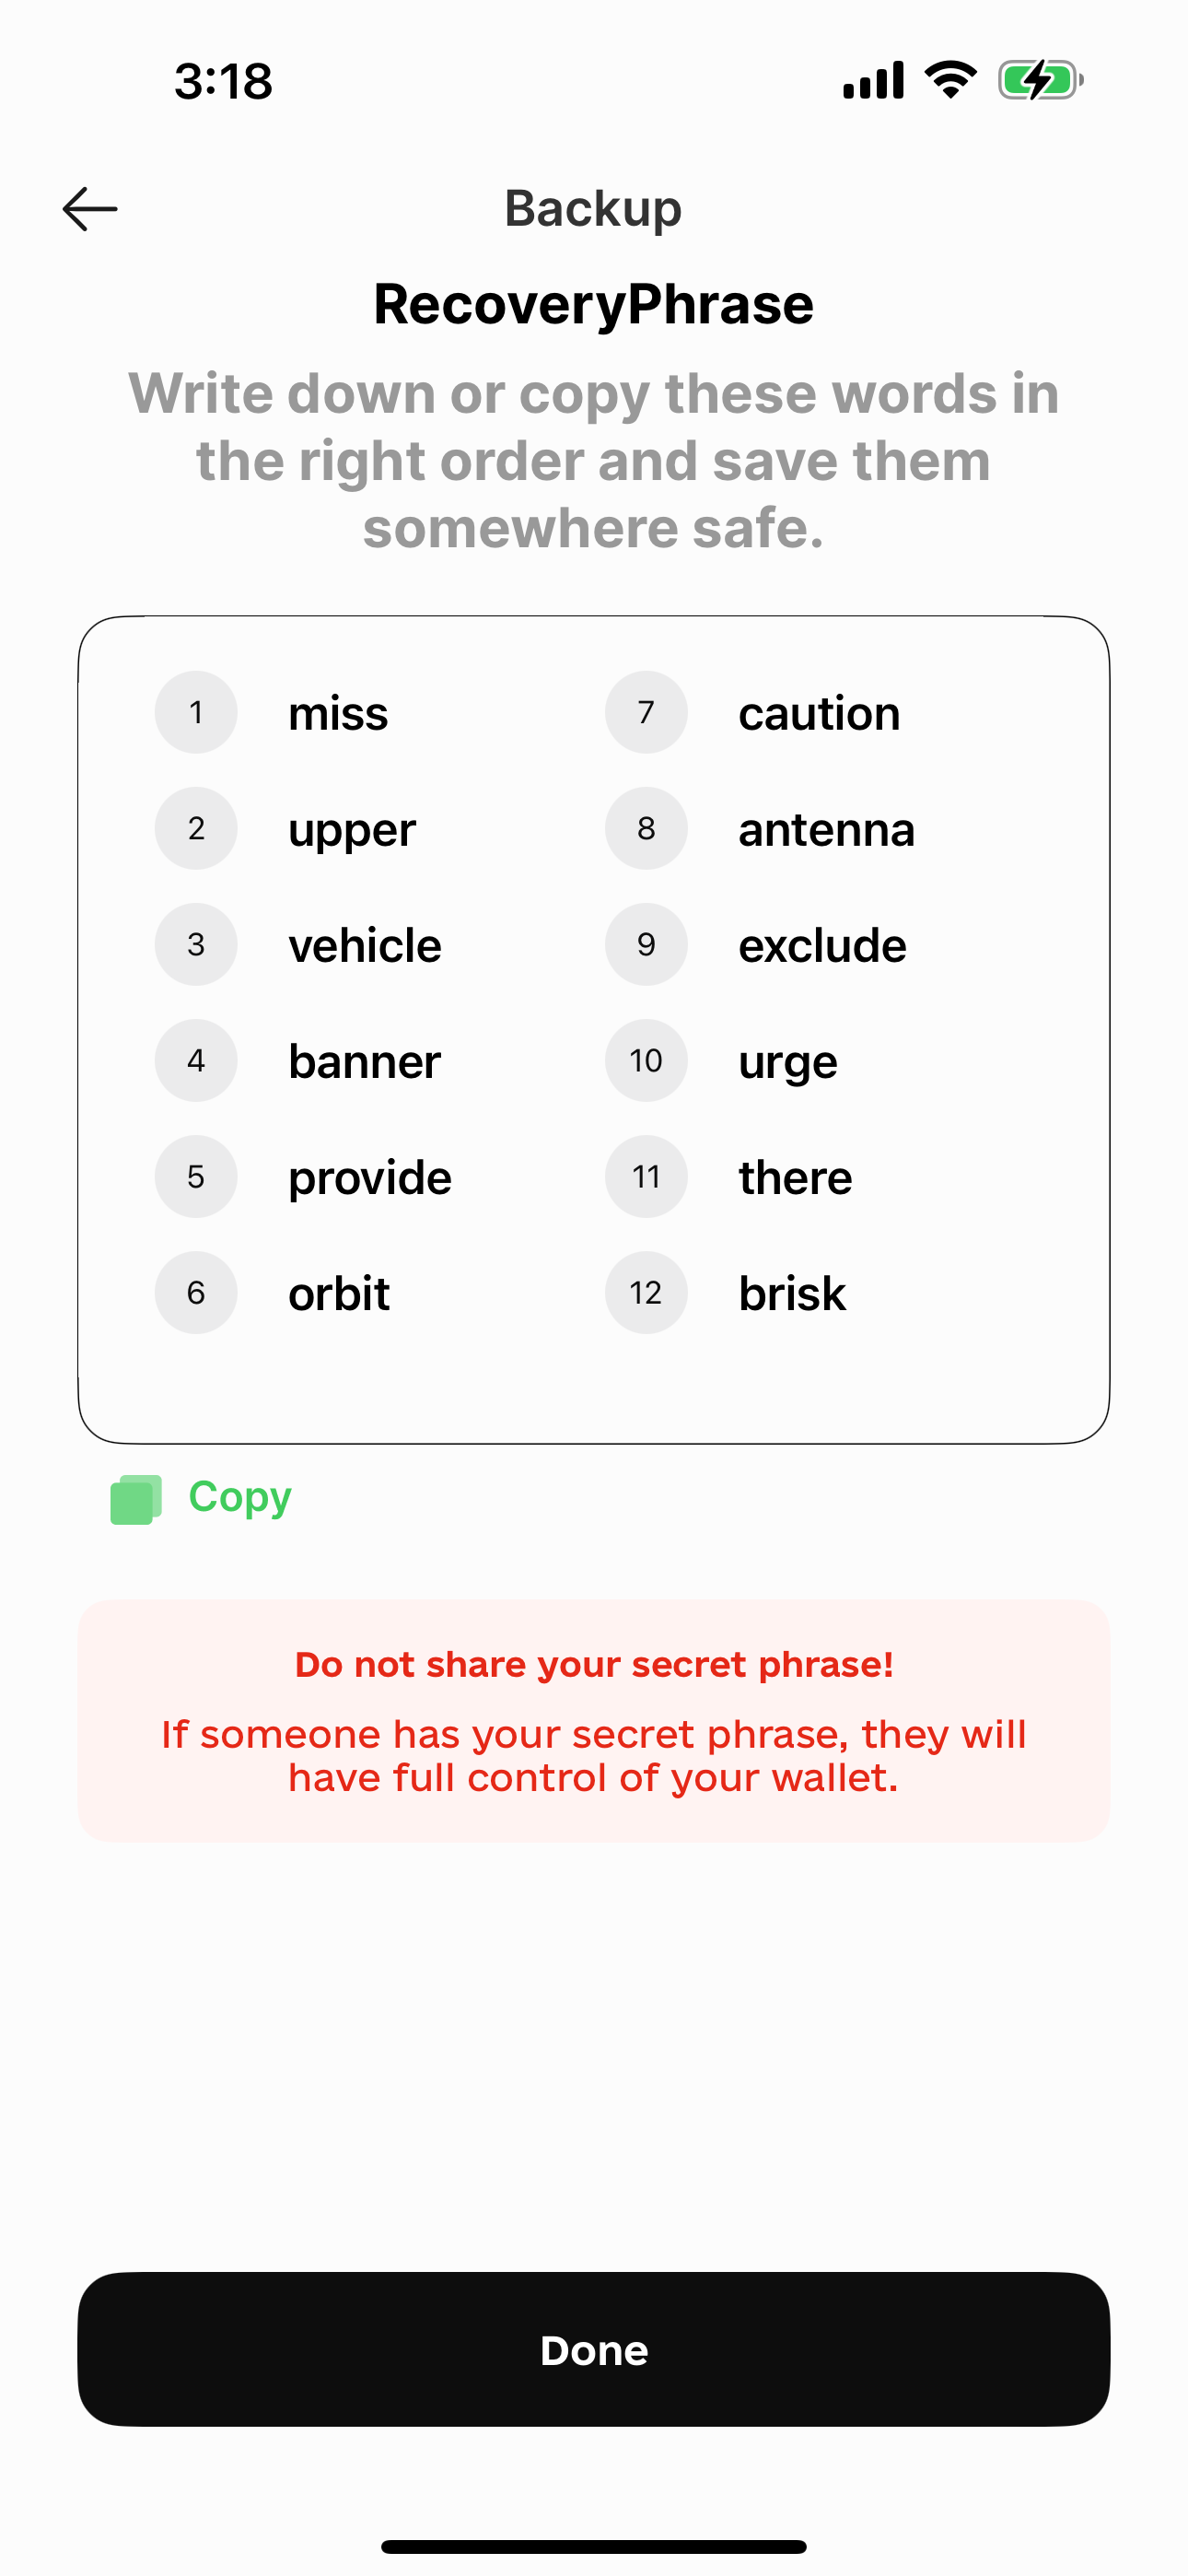 3:18
Backup
RecoveryPhrase
Write down or copy these words in
the right order and save them
somewhere safe.
1 miss
2 upper
3 vehicle
4 banner
5 provide
6 orbit
7 caution
8 antenna
9 exclude
10 urge
11 there
12 brisk
Copy
Do not share your secret phrase!
If someone has your secret phrase, they will
have full control of your wallet.
Done